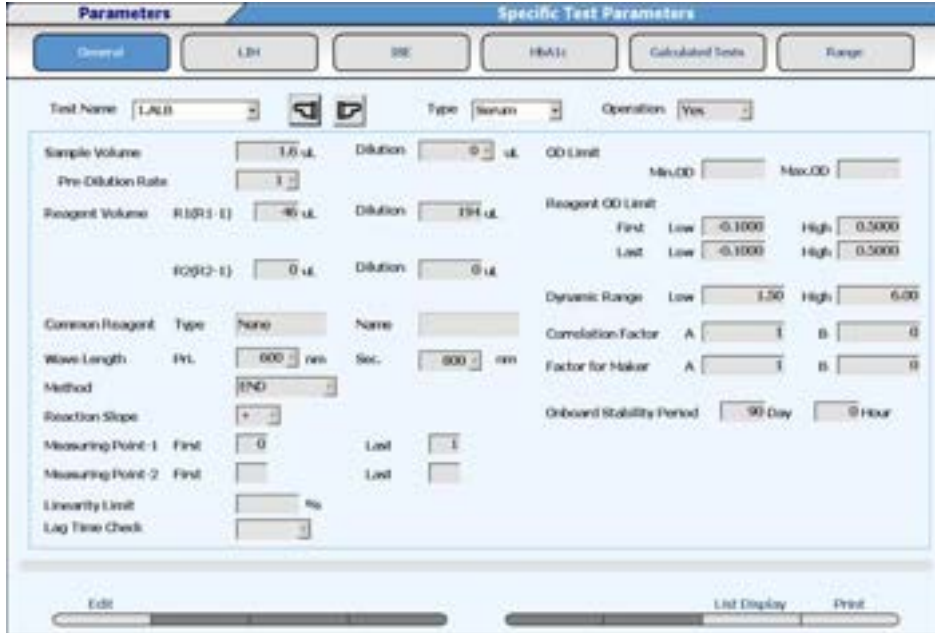 Parameters Specific Test Parameters
General LIH ISE HbA1c Calculated Tests Range
Test Name 1.ALB Type Serum Operation Yes
Sample Volume 1.6 uL Dilution 0 uL OD Limit
Min.OD Max.OD
Pre-Dilution Rate 1
Reagent OD Limit
Reagent Volume R1(R1-1) 46 uL Dilution 194 uL
First Low -0.1000 High 0.5000
Last Low -0.1000 High 0.5000
R2(R2-1) 0 uL Dilution 0 uL
Dynamic Range Low 1.50 High 6.00
Common Reagent Type None Name
Correlation Factor A 1 B 0
Wave Length Pri. nm Sec. 800 nm
Factor for Maker A 1 B 0
Method END
Onboard Stability Period 90 Day 0 Hour
Reaction Slope +
Measuring Point-1 First 0 Last 1
Measuring Point-2 First Last
Linearity Limit %
Lag Time Check
Edit List Display Print